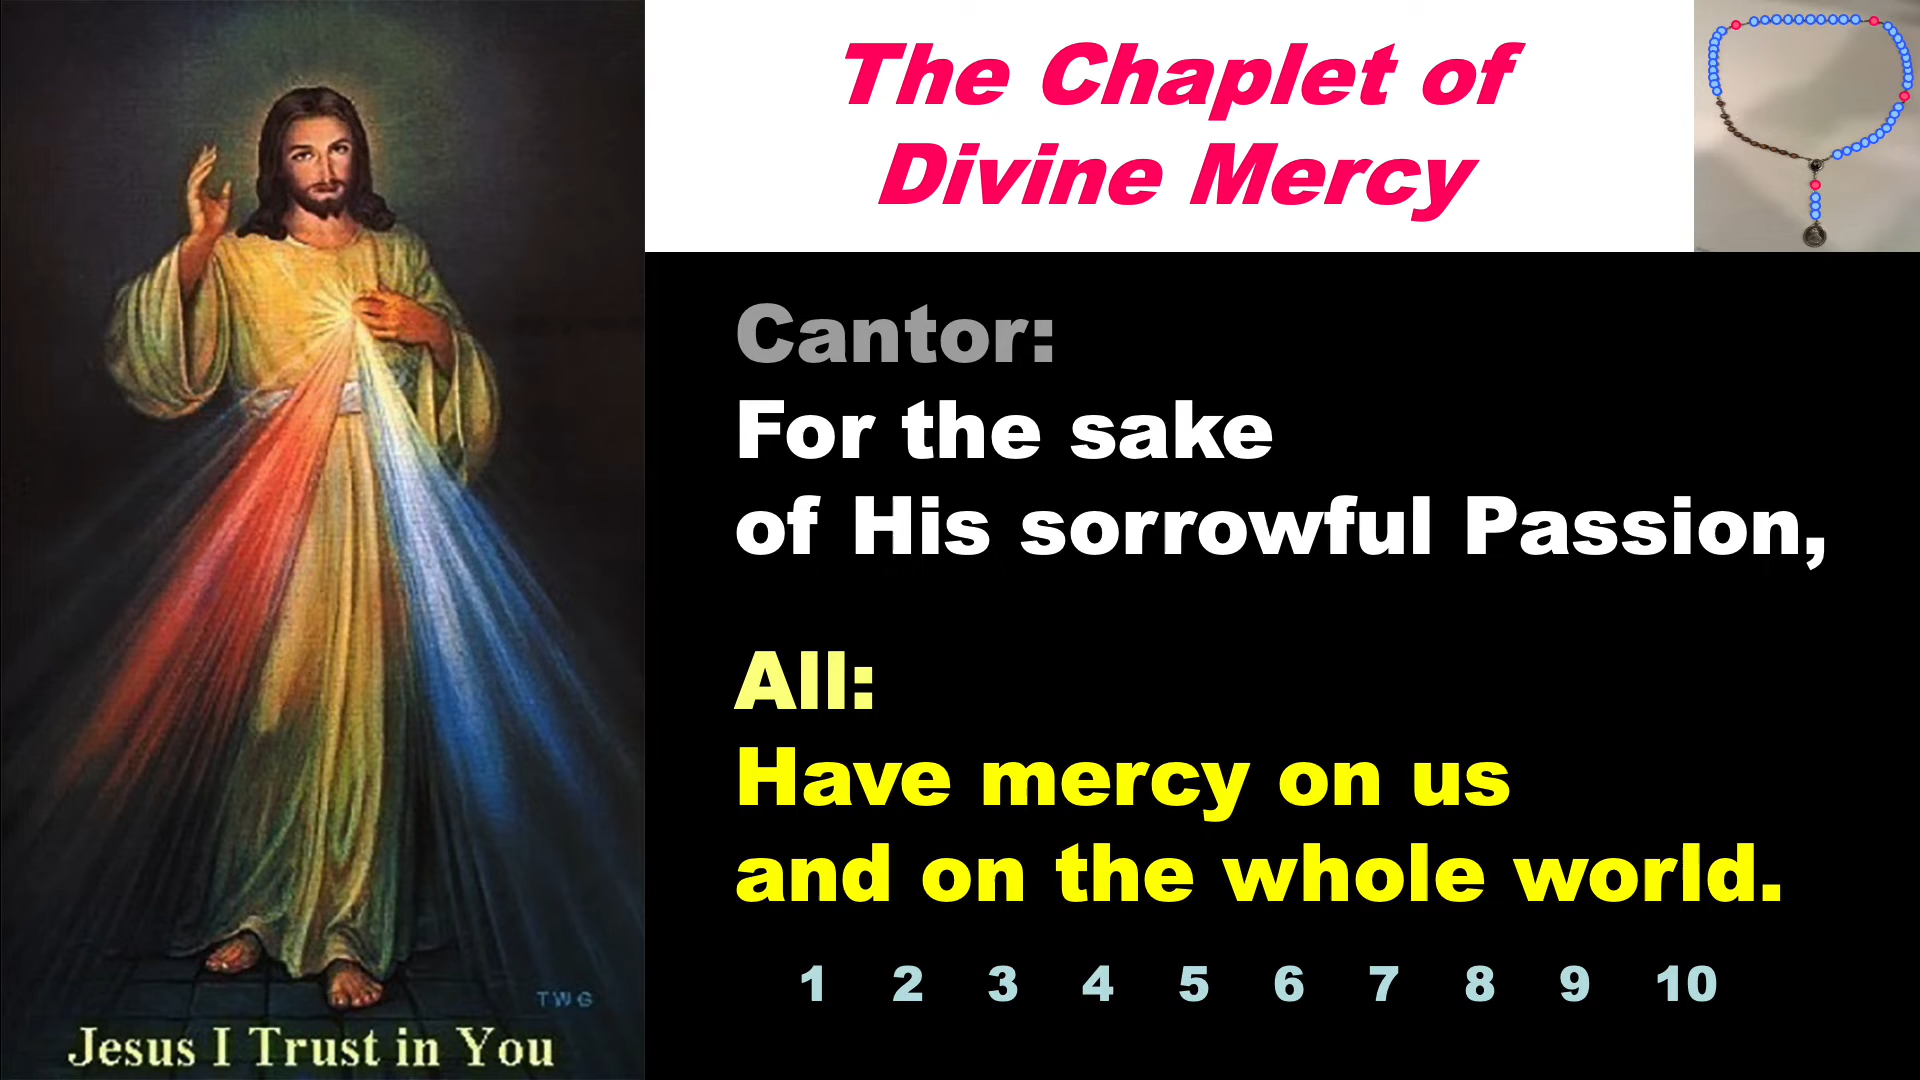 The Chaplet of
Divine Mercy
Cantor:
For the sake
of His sorrowful Passion,
All:
Have mercy on us
and on the whole world.
1 2 3 4 5 6 7 8 9 10
TWG
Jesus I Trust in You